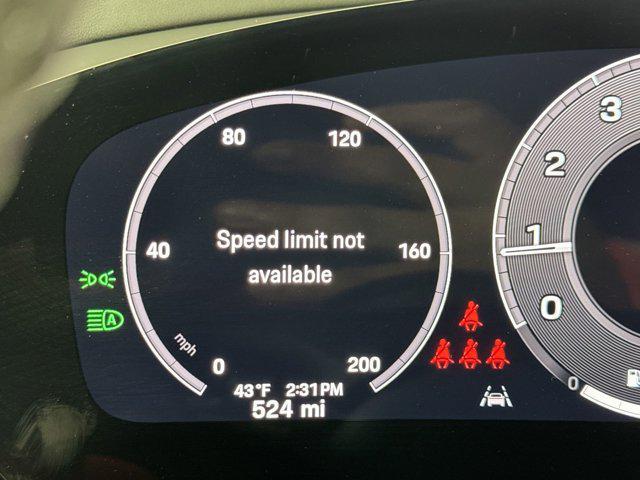 80 120
40 160
Speed limit not
available
mph
0 200
43°F 2:31PM
524 mi
A
3
2
1
0
0